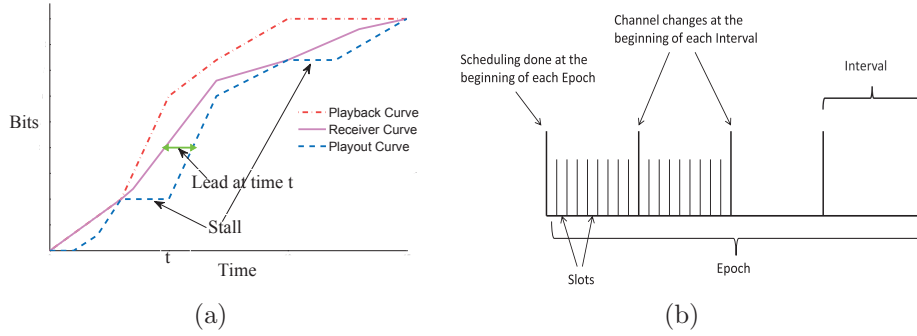 Bits
Playback Curve
Receiver Curve
Playout Curve
Lead at time t
Stall
t
Time
(a)
Channel changes at the
beginning of each Interval
Scheduling done at the
beginning of each Epoch
Interval
Slots
Epoch
(b)